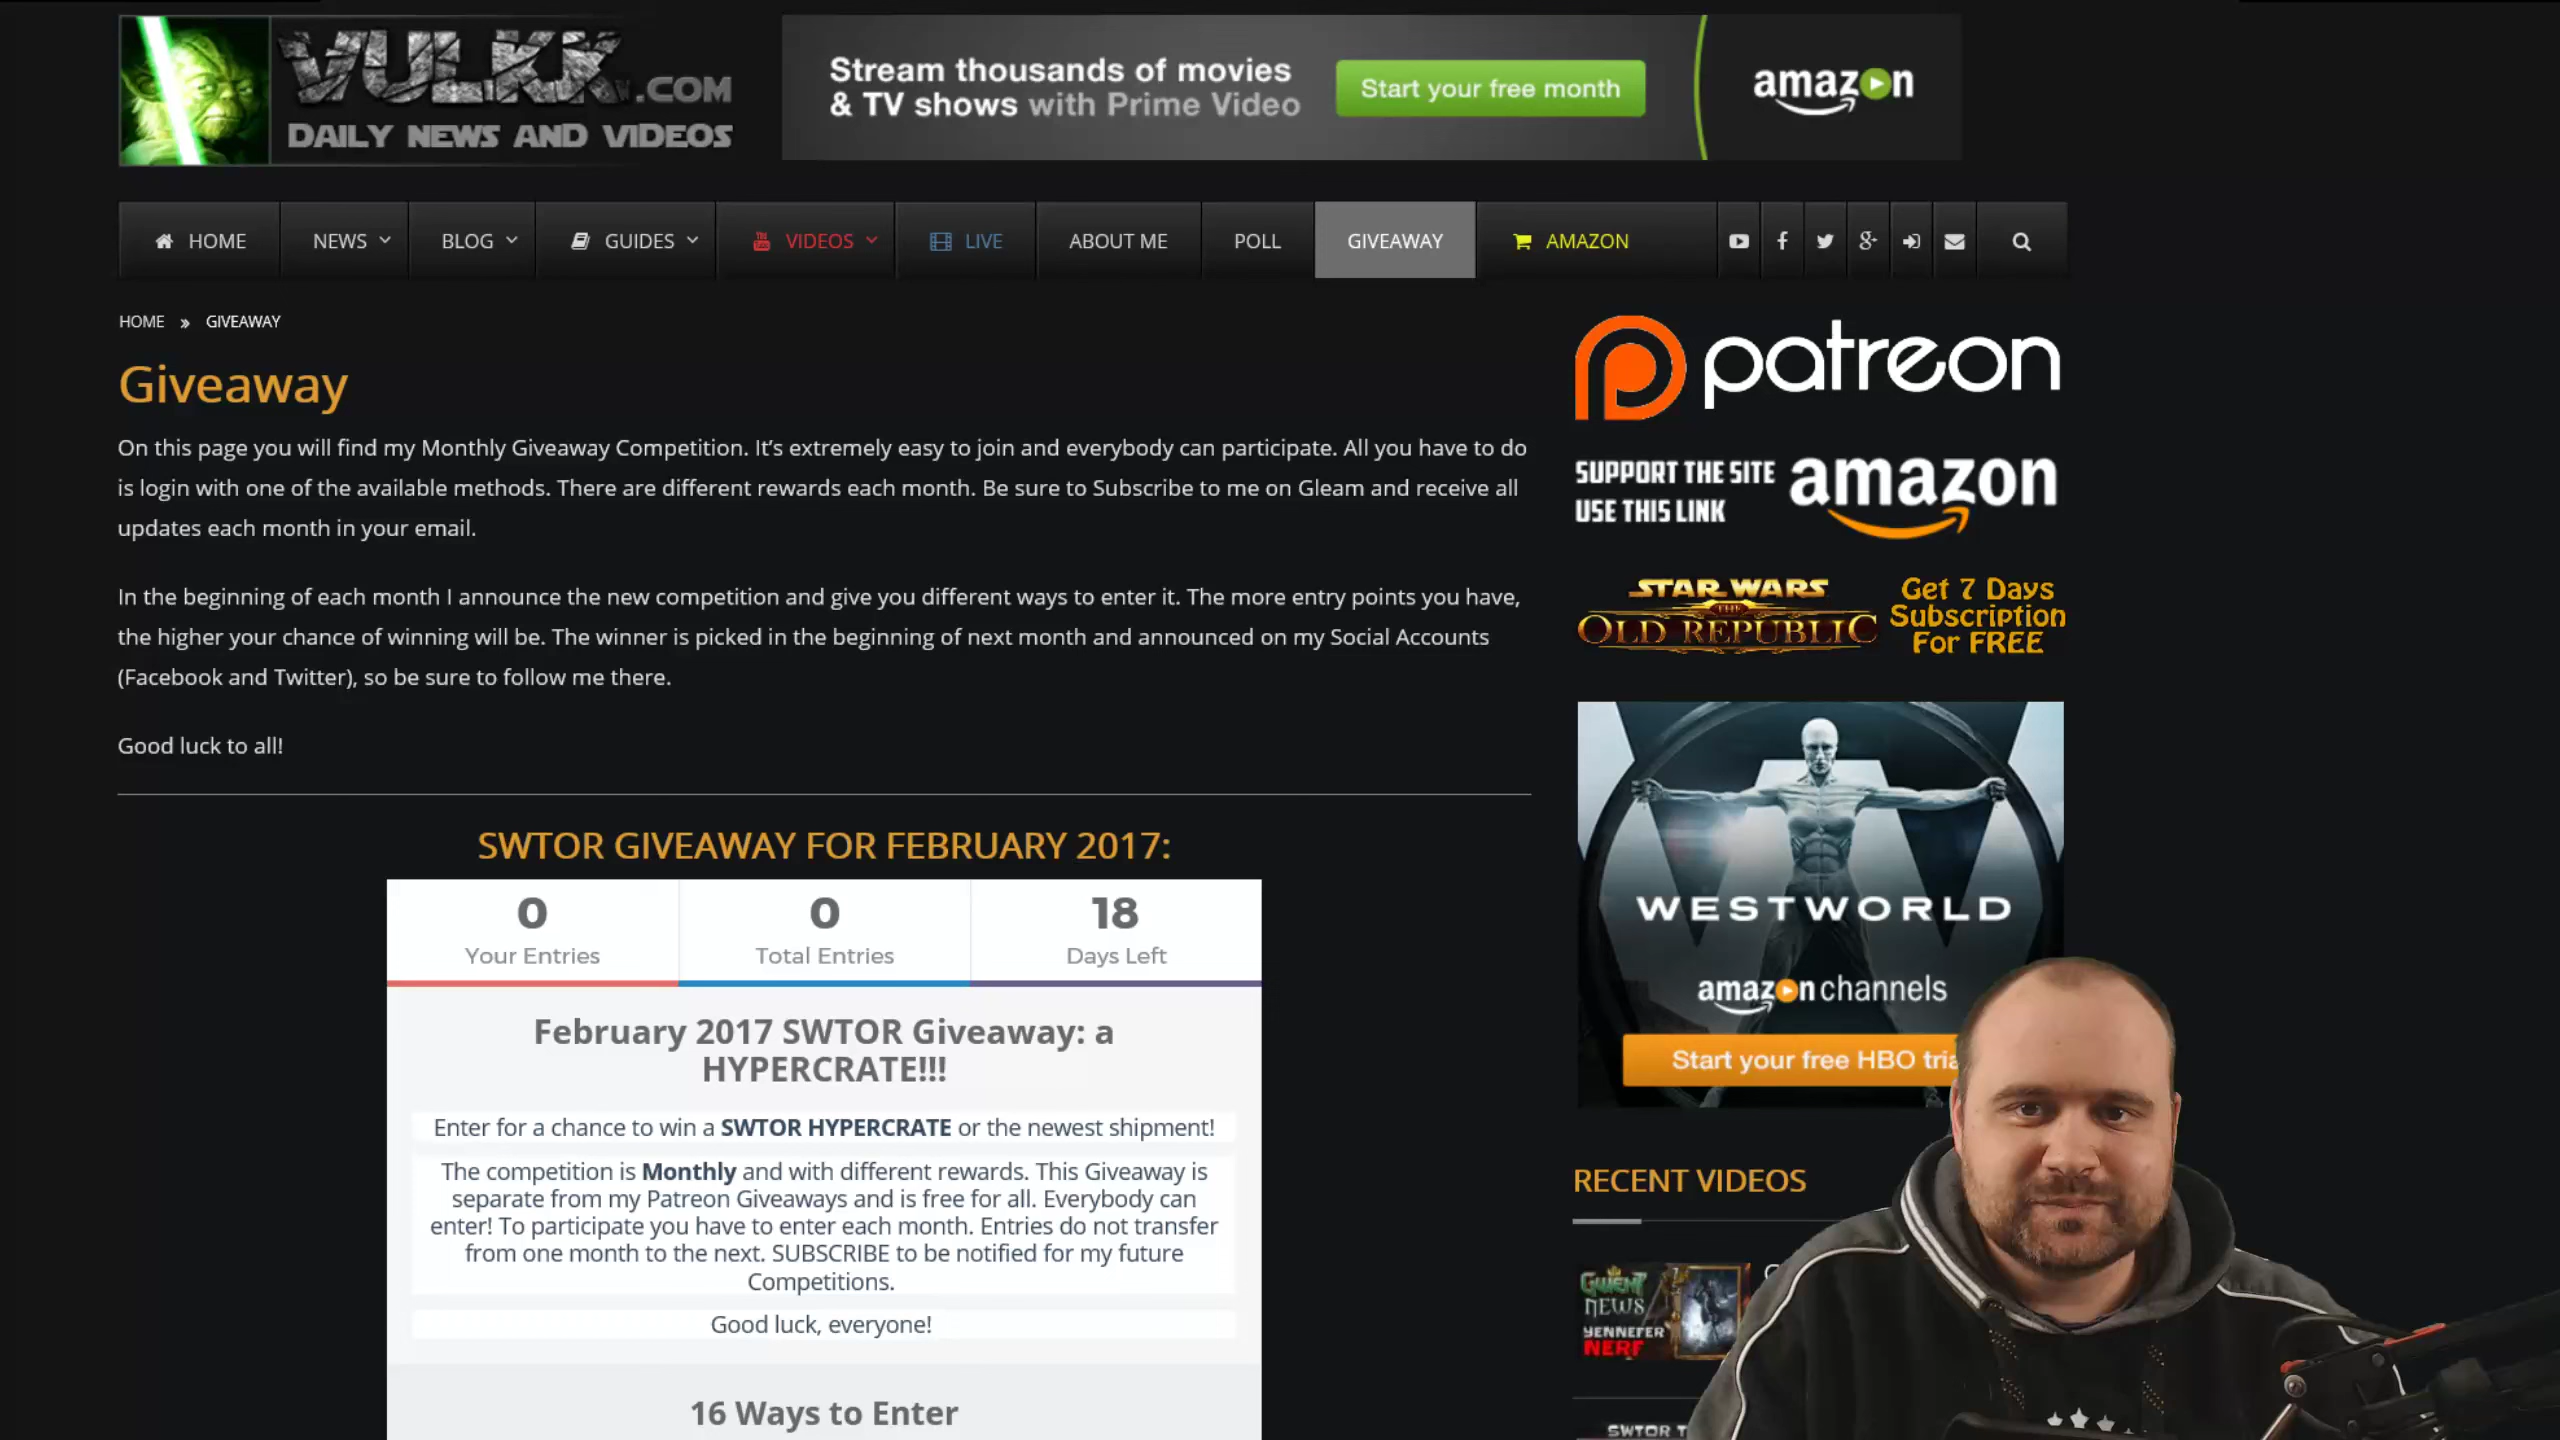 VULKK.COM
DAILY NEWS AND VIDEOS
Stream thousands of movies
& TV shows with Prime Video
Start your free month
amazon
HOME
NEWS
BLOG
GUIDES
VIDEOS
LIVE
ABOUT ME
POLL
GIVEAWAY
AMAZON
HOME » GIVEAWAY
Giveaway
On this page you will find my Monthly Giveaway Competition. It’s extremely easy to join and everybody can participate. All you have to do
is login with one of the available methods. There are different rewards each month. Be sure to Subscribe to me on Gleam and receive all
updates each month in your email.
In the beginning of each month I announce the new competition and give you different ways to enter it. The more entry points you have,
the higher your chance of winning will be. The winner is picked in the beginning of next month and announced on my Social Accounts
(Facebook and Twitter), so be sure to follow me there.
Good luck to all!
SWTOR GIVEAWAY FOR FEBRUARY 2017:
0
Your Entries
0
Total Entries
18
Days Left
February 2017 SWTOR Giveaway: a
HYPERCRATE!!!
Enter for a chance to win a SWTOR HYPERCRATE or the newest shipment!
The competition is Monthly and with different rewards. This Giveaway is
separate from my Patreon Giveaways and is free for all. Everybody can
enter! To participate you have to enter each month. Entries do not transfer
from one month to the next. SUBSCRIBE to be notified for my future
Competitions.
Good luck, everyone!
16 Ways to Enter
patreon
SUPPORT THE SITE
USE THIS LINK
amazon
STAR WARS
THE
OLD REPUBLIC
Get 7 Days
Subscription
For FREE
WESTWORLD
amazon channels
Start your free HBO tria
RECENT VIDEOS
GWENT
NEWS
YENNEFER
NERF
SWTOR T